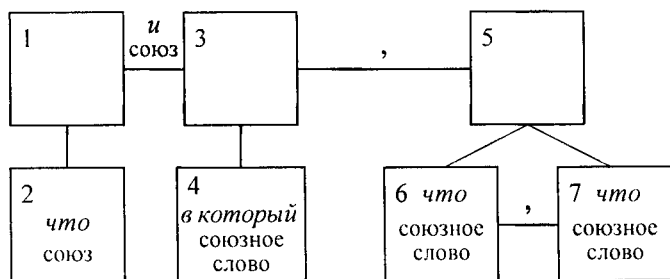 1
и
союз
3
,
5
2
что
союз
4
в который
союзное
слово
6 что
союзное
слово
,
7 что
союзное
слово